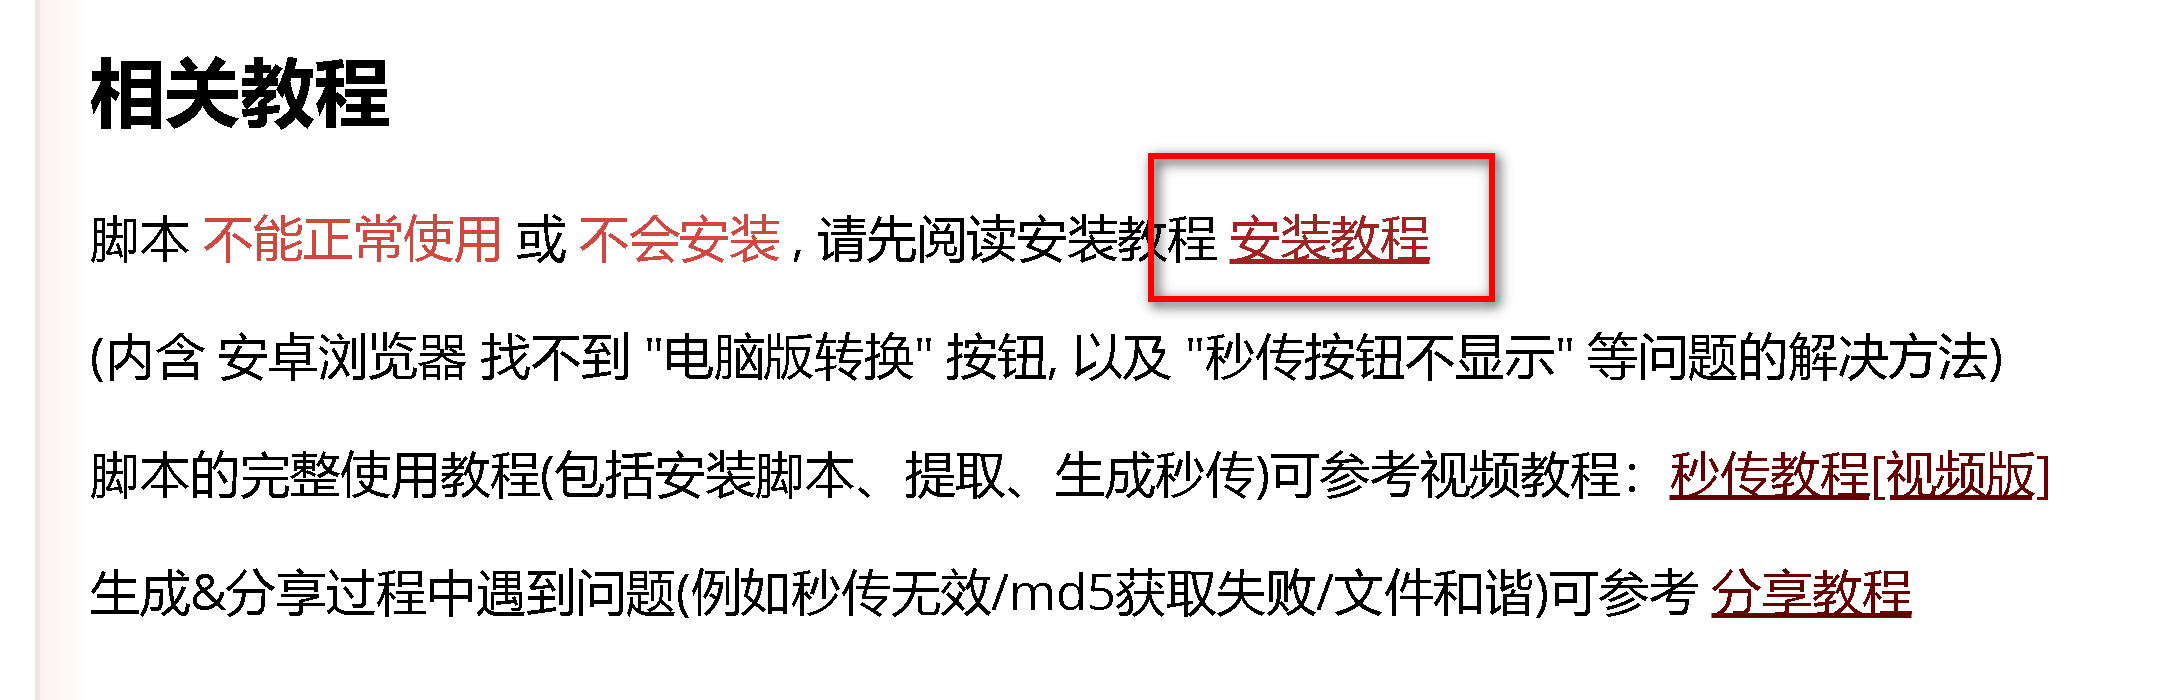 相关教程
脚本 不能正常使用 或 不会安装 , 请先阅读安装教程 安装教程
(内含 安卓浏览器 找不到 "电脑版转换" 按钮, 以及 "秒传按钮不显示" 等问题的解决方法)
脚本的完整使用教程(包括安装脚本、提取、生成秒传)可参考视频教程：秒传教程[视频版]
生成&分享过程中遇到问题(例如秒传无效/md5获取失败/文件和谐)可参考 分享教程